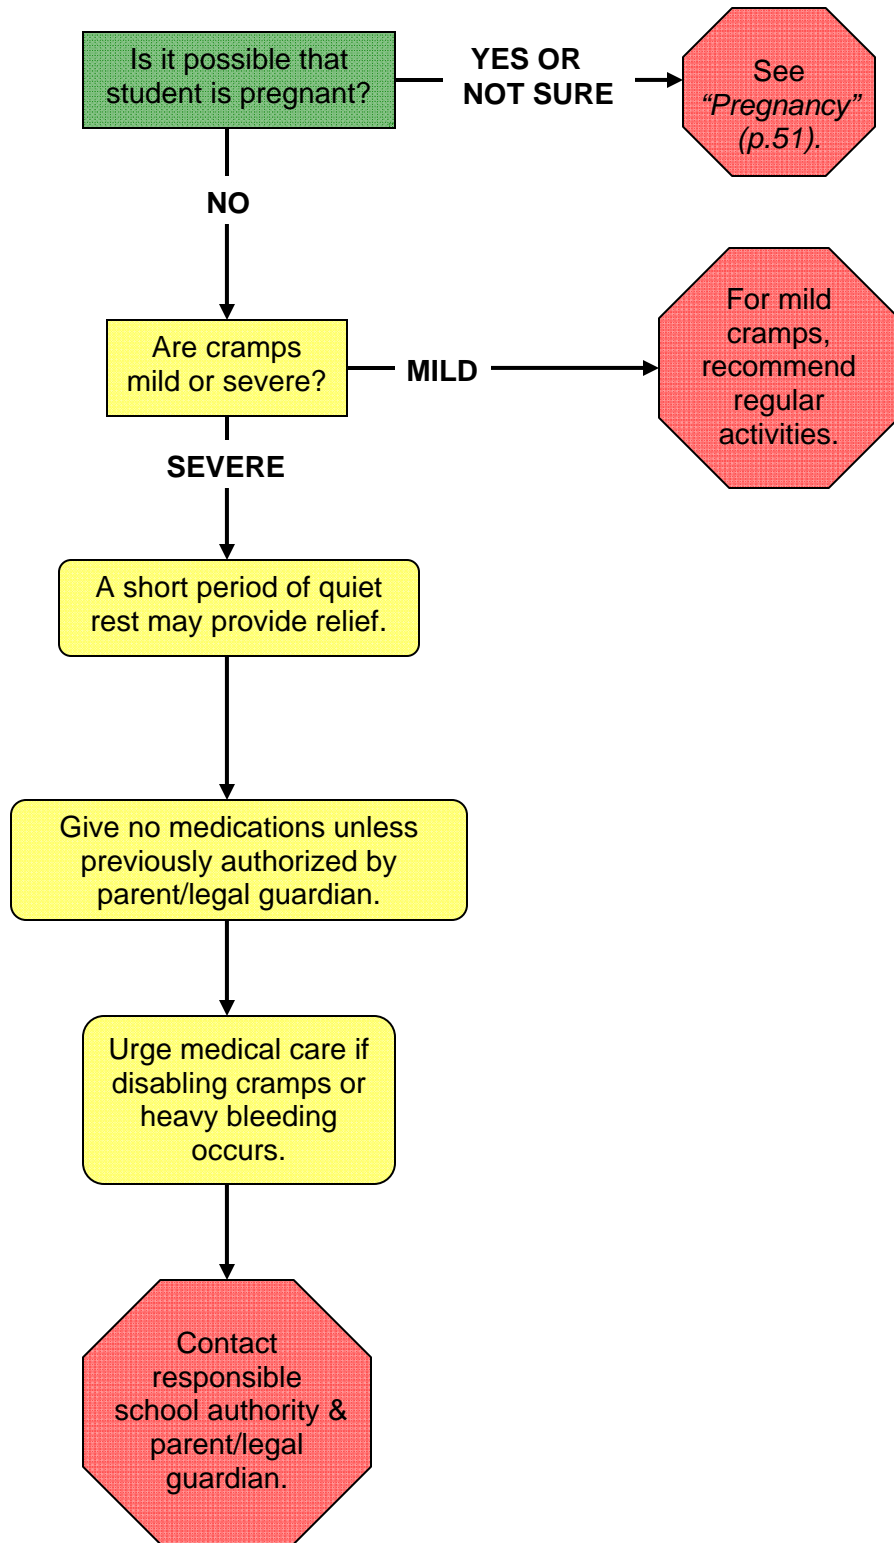 Is it possible that
student is pregnant?
YES OR
NOT SURE
See
“Pregnancy”
(p.51).
NO
Are cramps
mild or severe?
MILD
For mild
cramps,
recommend
regular
activities.
SEVERE
A short period of quiet
rest may provide relief.
Give no medications unless
previously authorized by
parent/legal guardian.
Urge medical care if
disabling cramps or
heavy bleeding
occurs.
Contact
responsible
school authority &
parent/legal
guardian.